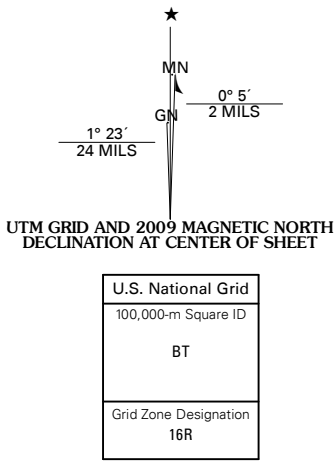 ★
MN
0° 5´
2 MILS
GN
1° 23´
24 MILS
UTM GRID AND 2009 MAGNETIC NORTH
DECLINATION AT CENTER OF SHEET
U.S. National Grid
100,000-m Square ID
BT
Grid Zone Designation
16R